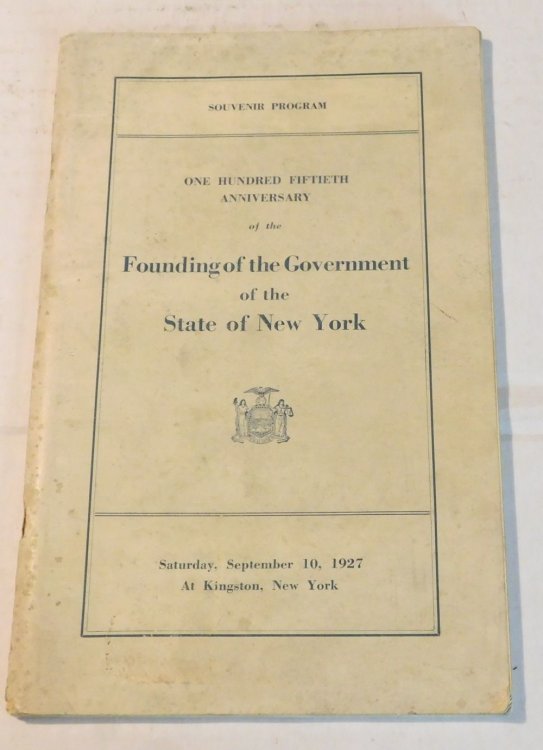 SOUVENIR PROGRAM
ONE HUNDRED FIFTIETH
ANNIVERSARY
of the
Founding of the Government
of the
State of New York
Saturday, September 10, 1927
At Kingston, New York